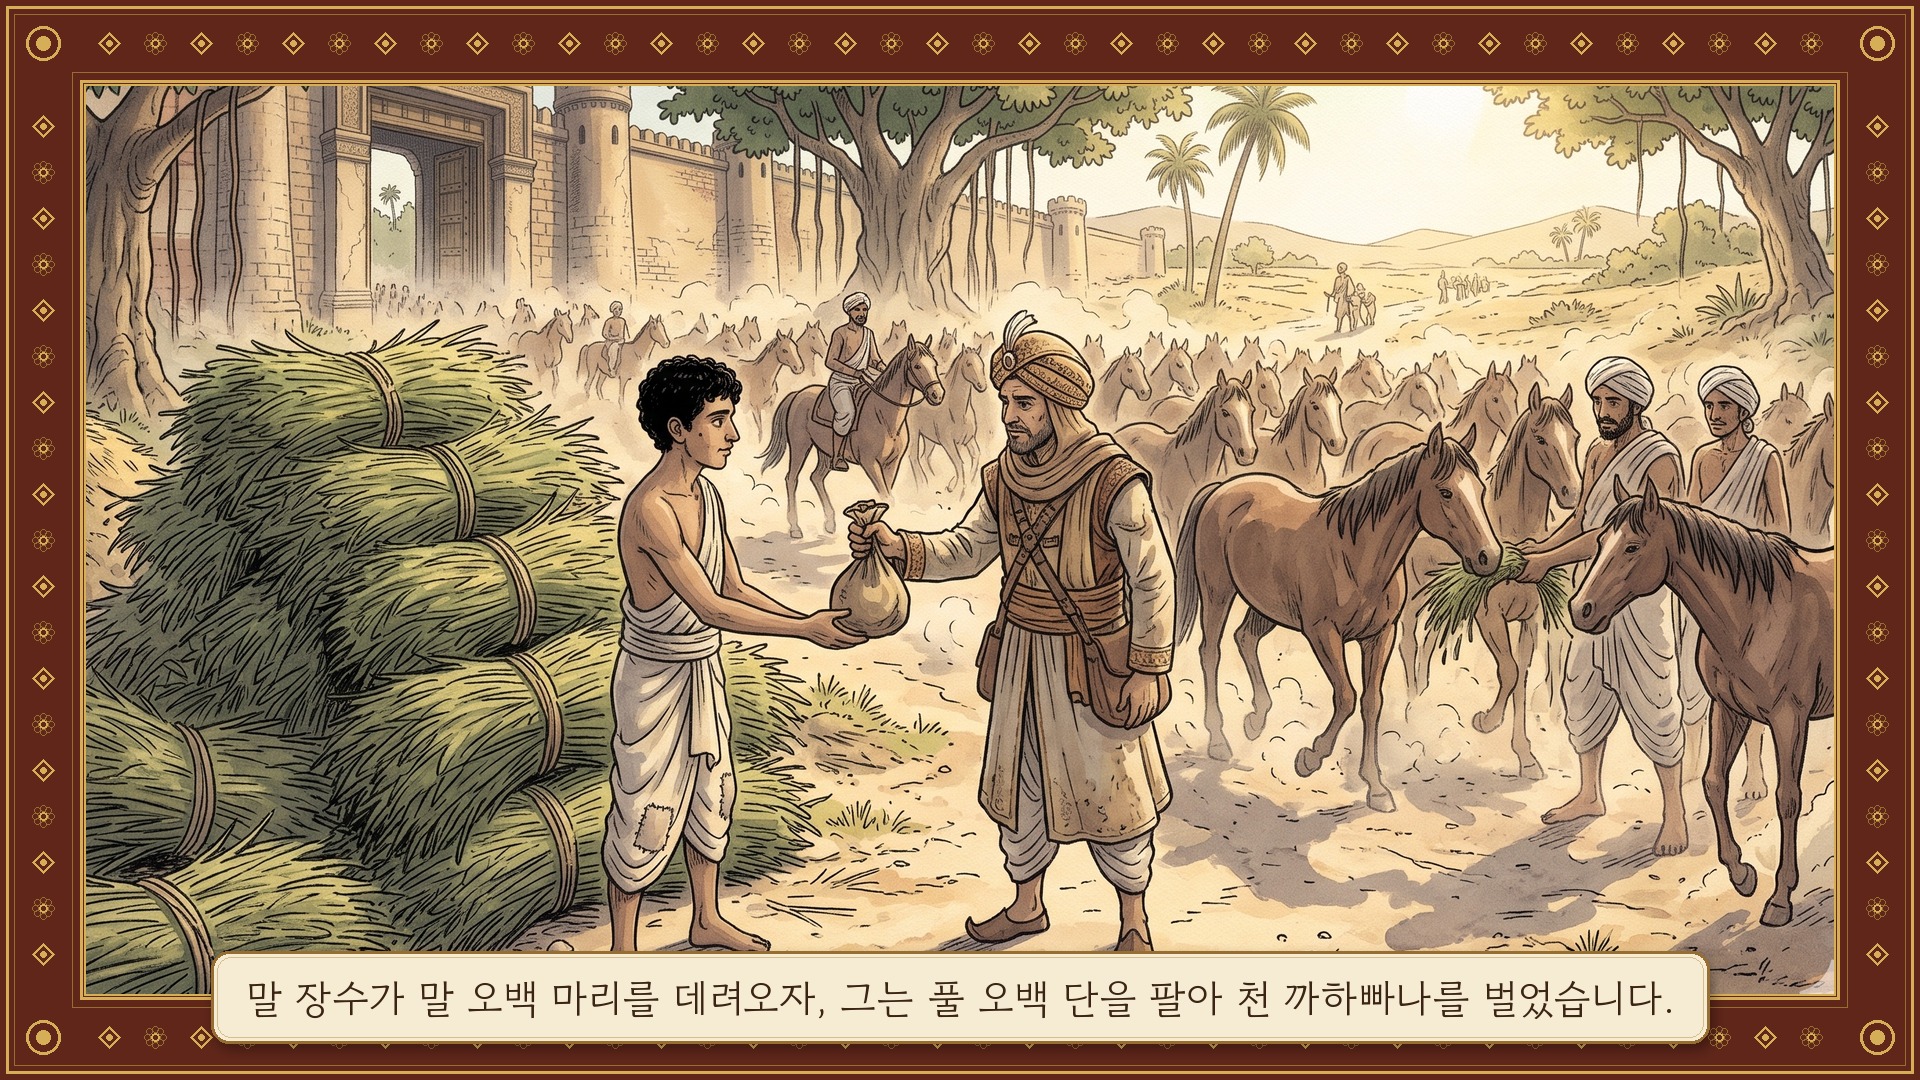 말 장수가 말 오백 마리를 데려오자, 그는 풀 오백 단을 팔아 천 까하빠나를 벌었습니다.